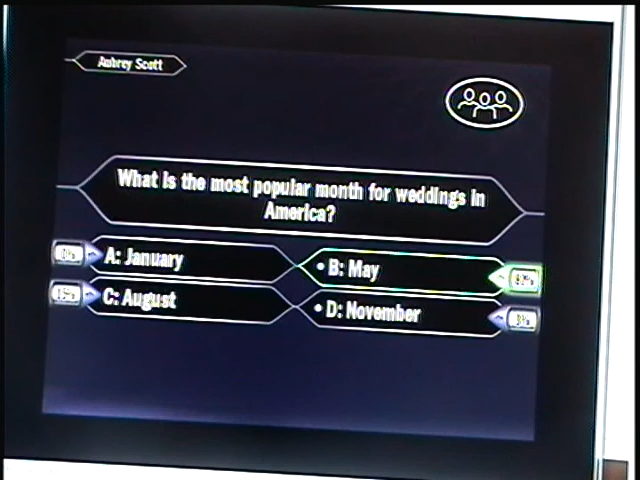 Aubrey Scott
What is the most popular month for weddings in
America?
A: January
B: May
C: August
D: November